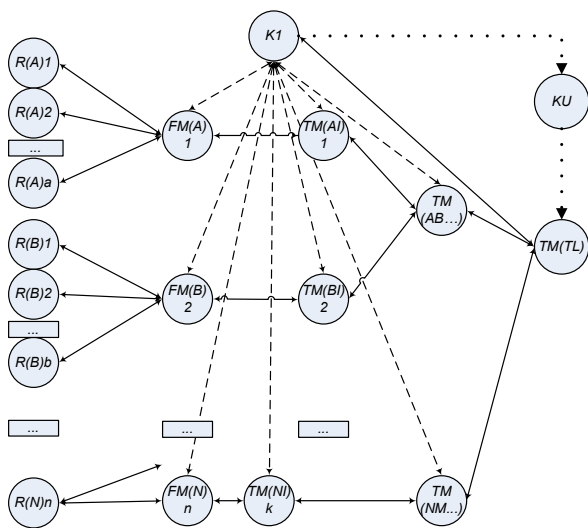 K1
R(A)1
R(A)2
...
R(A)a
FM(A)
1
TM(AI)
1
KU
TM
(AB...)
TM(TL)
R(B)1
R(B)2
...
R(B)b
FM(B)
2
TM(BI)
2
...
...
...
R(N)n
FM(N)
n
TM(NI)
k
TM
(NM...)